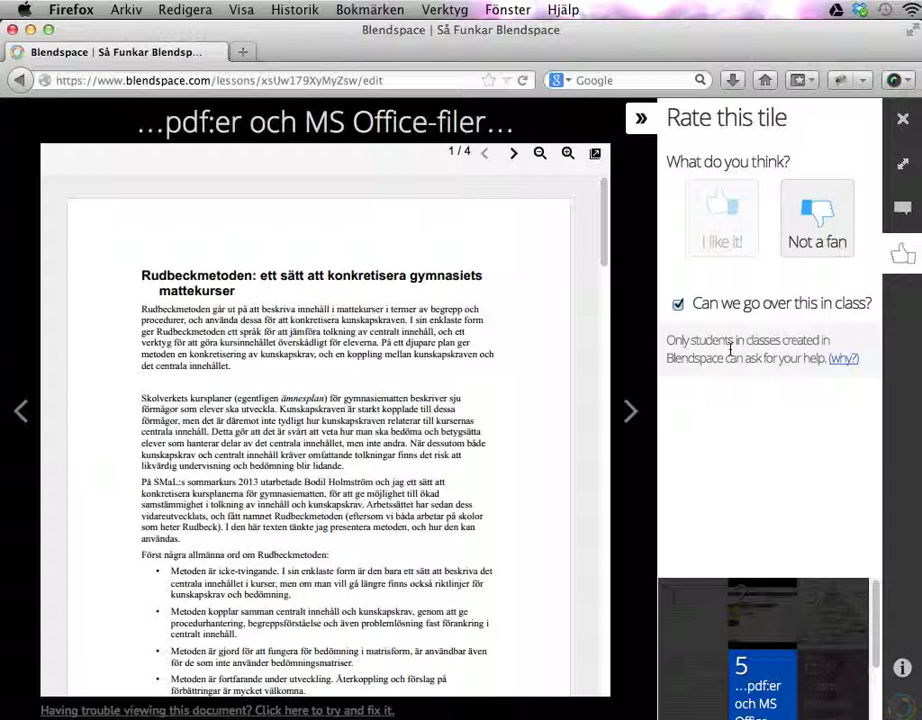 Firefox Arkiv Redigera Visa Historik Bokmärken Verktyg Fönster Hjälp
Blendspace | Så Funkar Blendspace
Blendspace | Så Funkar Blendsp...
https://www.blendspace.com/lessons/xsUw179XyMyZsw/edit
Google
...pdf:er och MS Office-filer...
1 / 4
Rudbeckmetoden: ett sätt att konkretisera gymnasiets
mattekurser
Rudbeckmetoden går ut på att beskriva innehåll i mattekurser i termer av begrepp och
procedurer, och använda dessa för att konkretisera kunskapskraven. I sin enklaste form
ger Rudbeckmetoden ett språk för att jämföra tolkning av centralt innehåll, och ett
verktyg för att göra kursinnehållet överskådligt för eleverna. På ett djupare plan ger
metoden en konkretisering av kunskapskrav, och en koppling mellan kunskapskraven och
det centrala innehållet.
Skolverkets kursplaner (egentligen ämnesplan) för gymnasiematten beskriver sju
förmågor som elever ska utveckla. Kunskapskraven är starkt kopplade till dessa
förmågor, men det är däremot inte tydligt hur kunskapskraven relaterar till kursernas
centrala innehåll. Detta gör att det är svårt att veta hur man ska bedöma och betygsätta
elever som hanterar delar av det centrala innehållet, men inte andra. När dessutom både
kunskapskrav och centralt innehåll kräver omfattande tolkningar finns det risk att
likvärdig undervisning och bedömning blir lidande.
På SMaL:s sommarkurs 2013 utarbetade Bodil Holmström och jag ett sätt att
konkretisera kursplanerna för gymnasiematten, för att ge möjlighet till ökad
samstämmighet i tolkning av innehåll och kunskapskrav. Arbetssättet har sedan dess
vidareutvecklats, och fått namnet Rudbeckmetoden (eftersom vi båda arbetar på skolor
som heter Rudbeck). I den här texten tänkte jag presentera metoden, och hur den kan
användas.
Först några allmänna ord om Rudbeckmetoden:
• Metoden är icke-tvingande. I sin enklaste form är den bara ett sätt att beskriva det
centrala innehållet i kurser, men om man vill gå längre finns också riktlinjer för
kunskapskrav och bedömning.
• Metoden kopplar samman centralt innehåll och kunskapskrav, genom att ge
procedurhantering, begreppsförståelse och även problemlösning fast förankring i
centralt innehåll.
• Metoden är gjord för att fungera för bedömning i matrisform, är användbar även
för de som inte använder bedömningsmatriser.
• Metoden är fortfarande under utveckling. Återkoppling och förslag på
förbättringar är mycket välkomna.
Having trouble viewing this document? Click here to try and fix it.
Rate this tile
What do you think?
I like it!
Not a fan
Can we go over this in class?
Only students in classes created in
Blendspace can ask for your help. (why?)
1 2
5
...pdf:er
och MS
Office